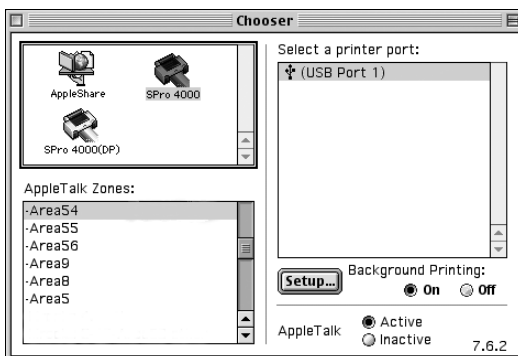 Chooser
AppleShare
SPro 4000
SPro 4000(DP)
AppleTalk Zones:
-Area54
-Area55
-Area56
-Area9
-Area8
-Area5
Select a printer port:
(USB Port 1)
Setup...
Background Printing:
On Off
AppleTalk
Active
Inactive
7.6.2